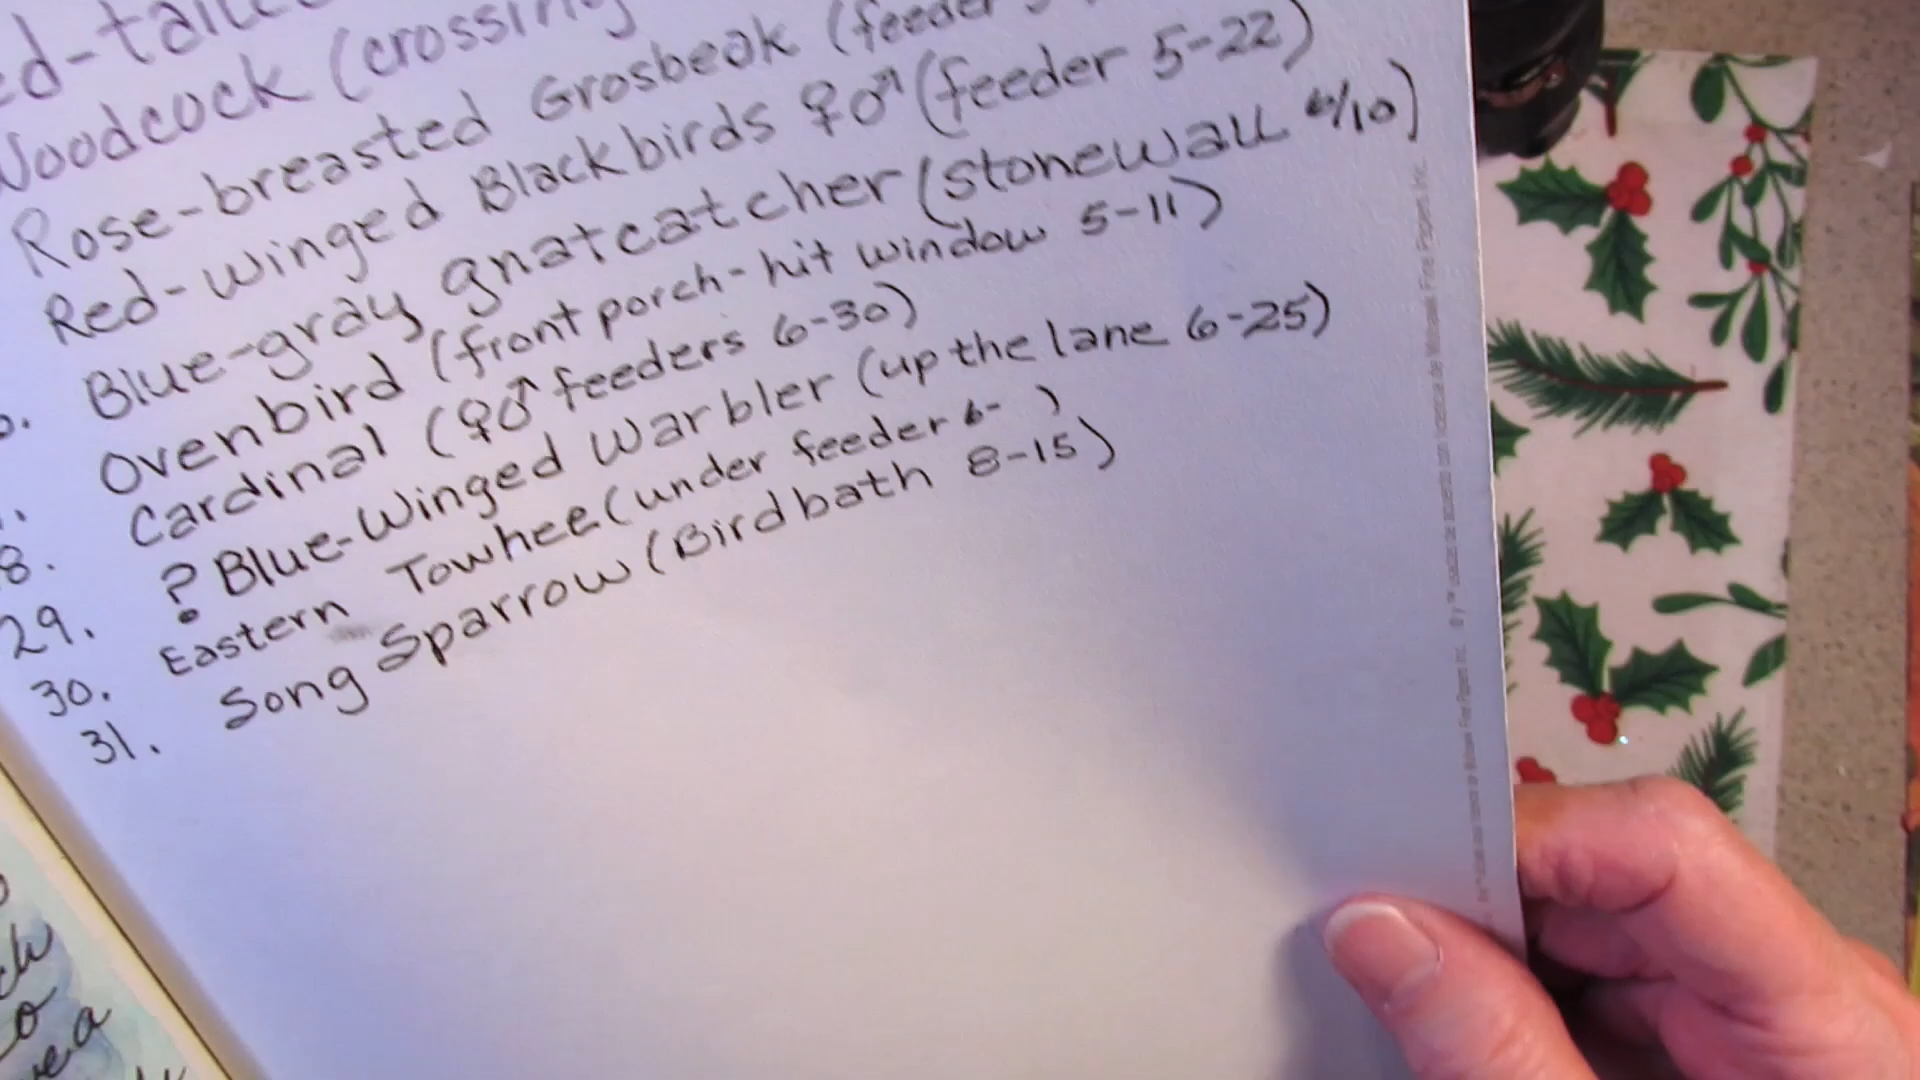 Woodcock (crossing
Rose-breasted Grosbeak (feeder
Red-winged Blackbirds ♀♂ (feeder 5-22)
Blue-gray gnatcatcher (stonewall 6/10)
Ovenbird (front porch - hit window 5-11)
8. Cardinal (♀♂ feeders 6-30)
29. ? Blue-Winged Warbler (up the lane 6-25)
30. Eastern Towhee (under feeder 6- )
31. Song Sparrow (Bird bath 8-15)